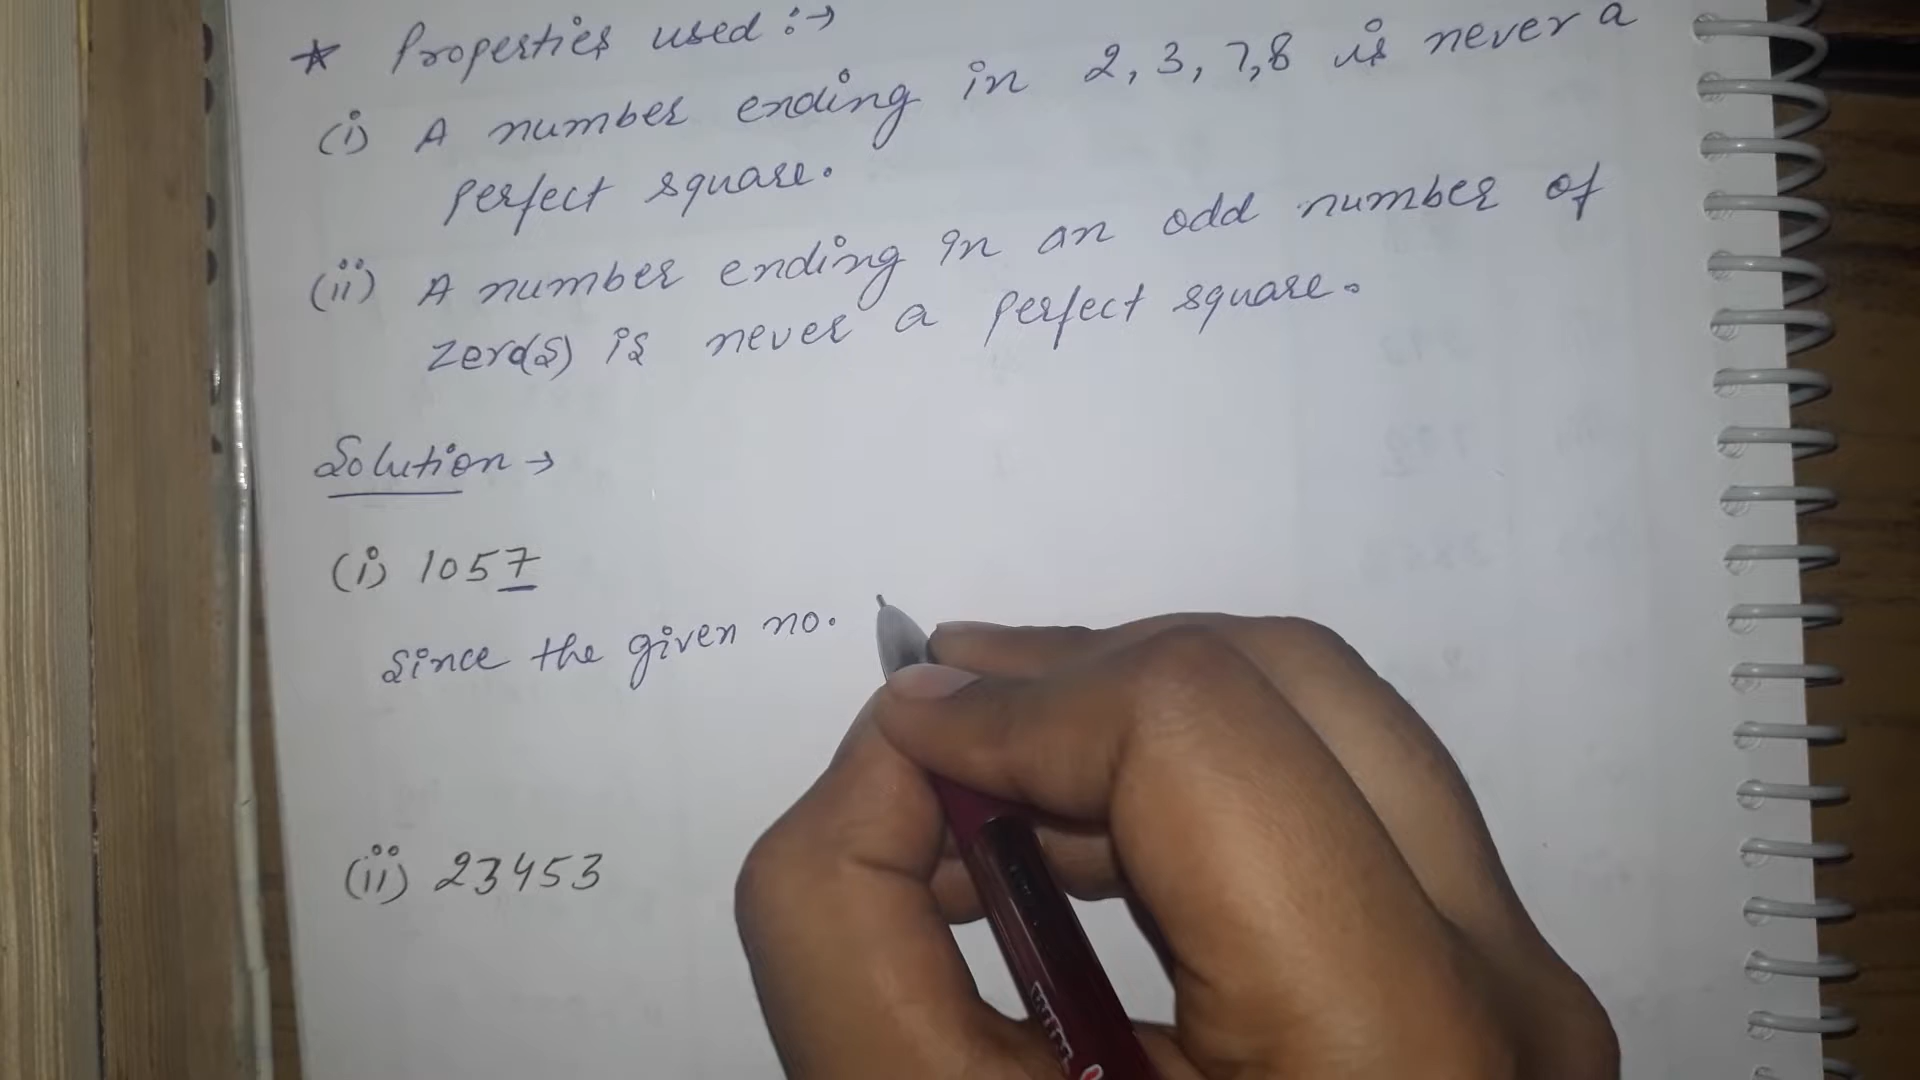 * Properties used :→
(i) A number ending in 2, 3, 7, 8 is never a
perfect square.
(ii) A number ending in an odd number of
zero(s) is never a perfect square.
Solution →
(i) 1057
Since the given no.
(ii) 23453